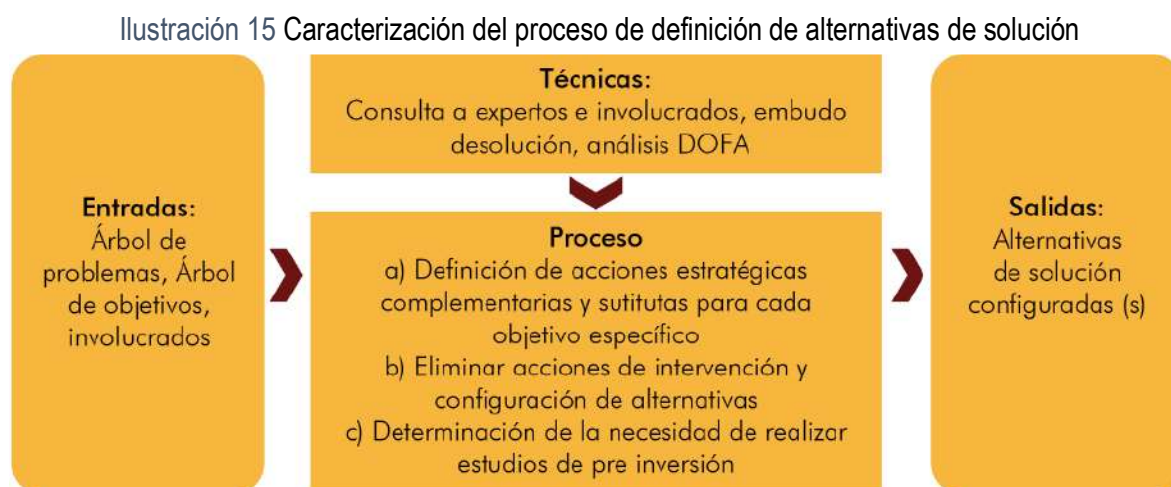 Ilustración 15 Caracterización del proceso de definición de alternativas de solución
Entradas:
Árbol de
problemas, Árbol
de objetivos,
involucrados
Técnicas:
Consulta a expertos e involucrados, embudo
desolución, análisis DOFA
Proceso
a) Definición de acciones estratégicas
complementarias y sutitutas para cada
objetivo específico
b) Eliminar acciones de intervención y
configuración de alternativas
c) Determinación de la necesidad de realizar
estudios de pre inversión
Salidas:
Alternativas
de solución
configuradas (s)